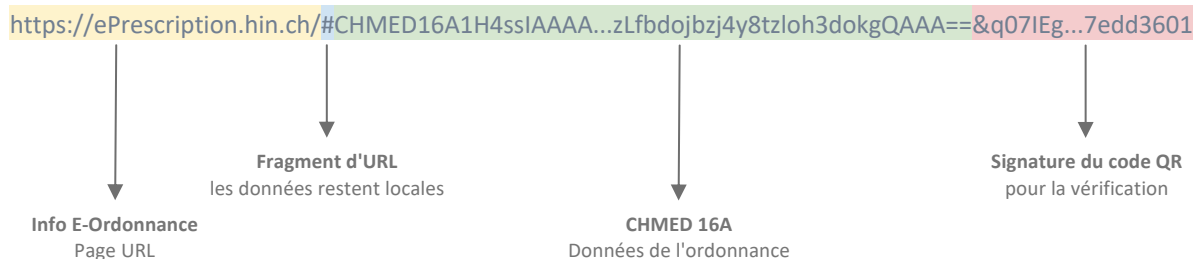 https://ePrescription.hin.ch/#CHMED16A1H4ssIAAAA...zLfbdojbzj4y8tzloh3dokgQAAA==&q07IEg...7edd3601
Fragment d'URL
les données restent locales
Signature du code QR
pour la vérification
Info E-Ordonnance
Page URL
CHMED 16A
Données de l'ordonnance